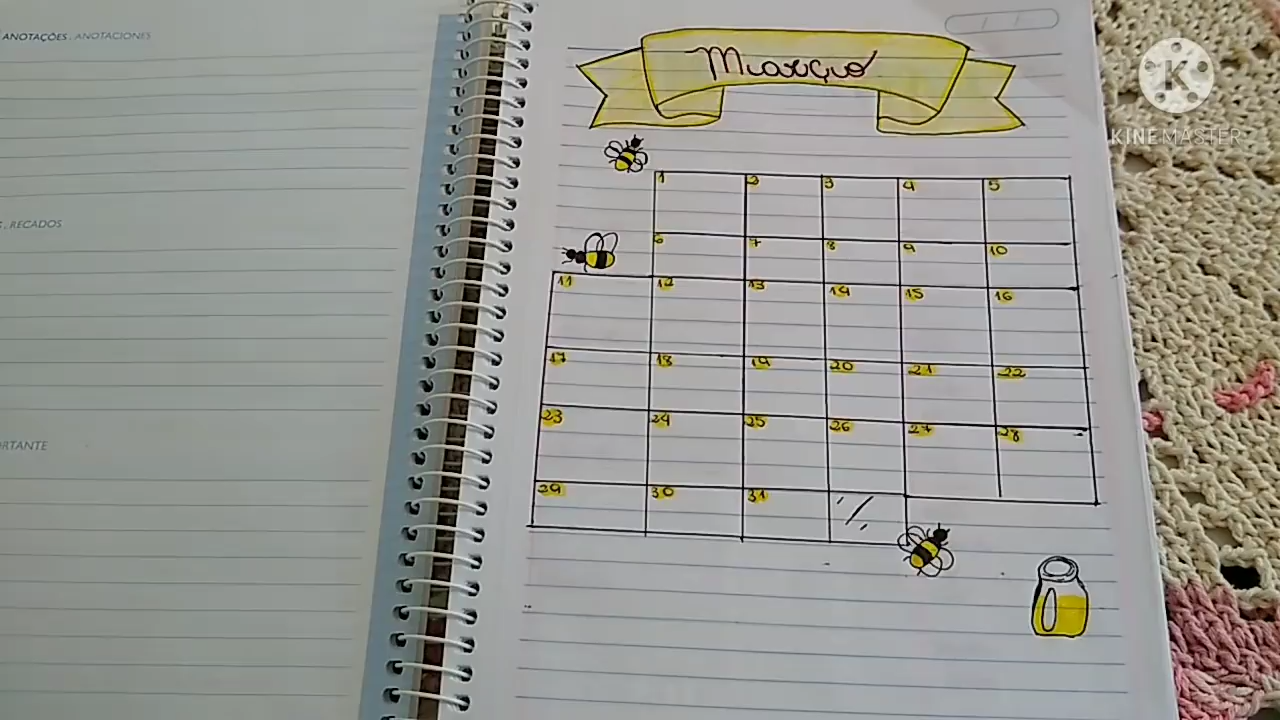 ANOTAÇÕES . ANOTACIONES
Março
KINEMASTER
1 2 3 4 5
. RECADOS
6 7 8 9 10
11 12 13 14 15 16
17 18 19 20 21 22
23 24 25 26 27 28
ORTANTE
29 30 31